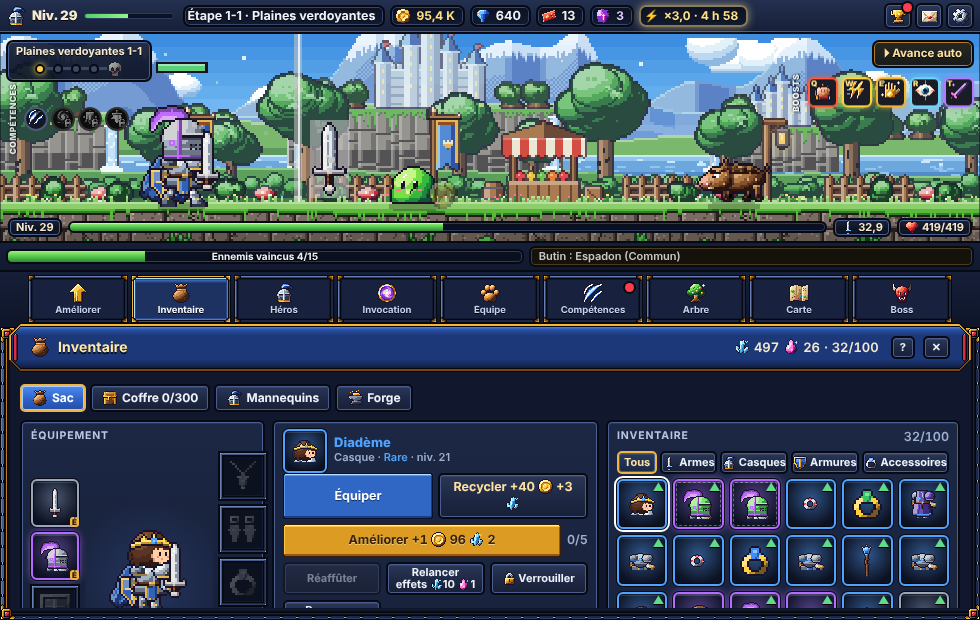 Niv. 29
Étape 1-1 · Plaines verdoyantes
95,4 K
640
13
3
×3,0 · 4 h 58
Plaines verdoyantes 1-1
Avance auto
COMPÉTENCES
BOOSTS
Niv. 29
32,9
419/419
Ennemis vaincus 4/15
Butin : Espadon (Commun)
Améliorer
Inventaire
Héros
Invocation
Equipe
Compétences
Arbre
Carte
Boss
Inventaire
497
26 · 32/100
?
×
Sac
Coffre 0/300
Mannequins
Forge
ÉQUIPEMENT
E
E
Diadème
Casque · Rare · niv. 21
Équiper
Recycler +40 +3
Améliorer +1 96 2
0/5
Réaffûter
Relancer
effets 10 1
Verrouiller
INVENTAIRE
32/100
Tous
Armes
Casques
Armures
Accessoires